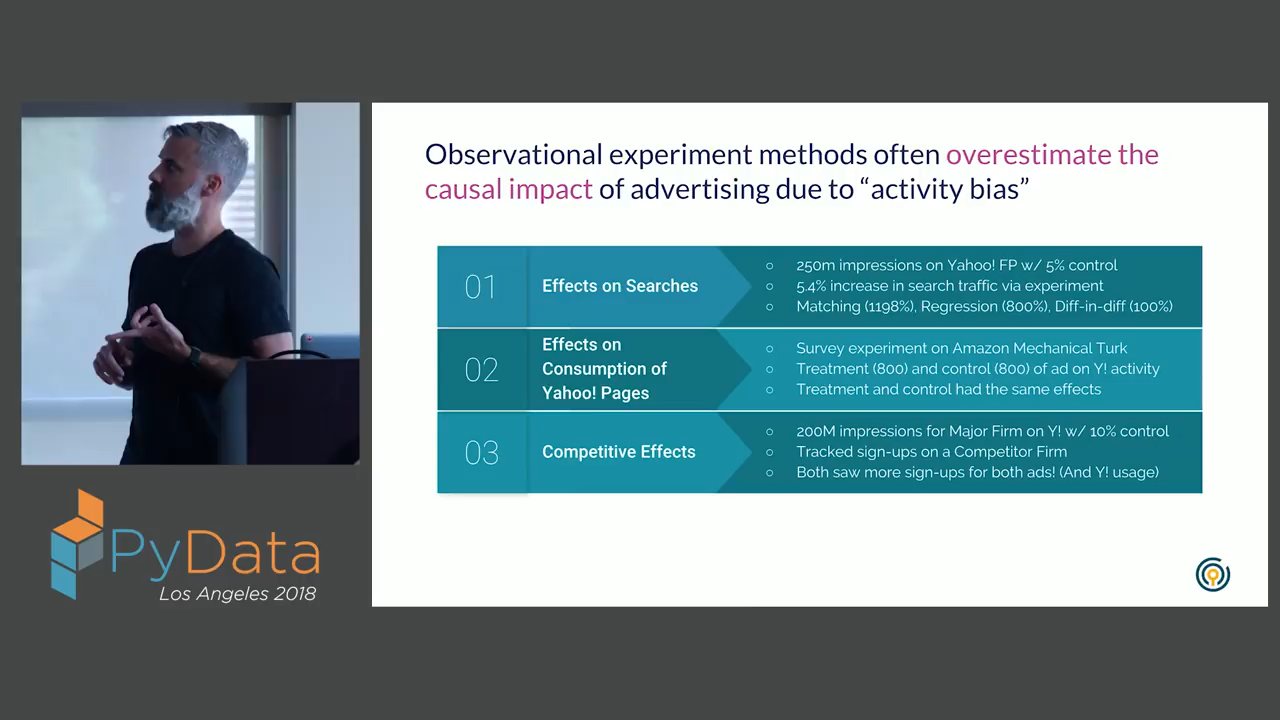 Observational experiment methods often overestimate the
causal impact of advertising due to “activity bias”
01
Effects on Searches
○ 250m impressions on Yahoo! FP w/ 5% control
○ 5.4% increase in search traffic via experiment
○ Matching (1198%), Regression (800%), Diff-in-diff (100%)
02
Effects on
Consumption of
Yahoo! Pages
○ Survey experiment on Amazon Mechanical Turk
○ Treatment (800) and control (800) of ad on Y! activity
○ Treatment and control had the same effects
03
Competitive Effects
○ 200M impressions for Major Firm on Y! w/ 10% control
○ Tracked sign-ups on a Competitor Firm
○ Both saw more sign-ups for both ads! (And Y! usage)
PyData
Los Angeles 2018